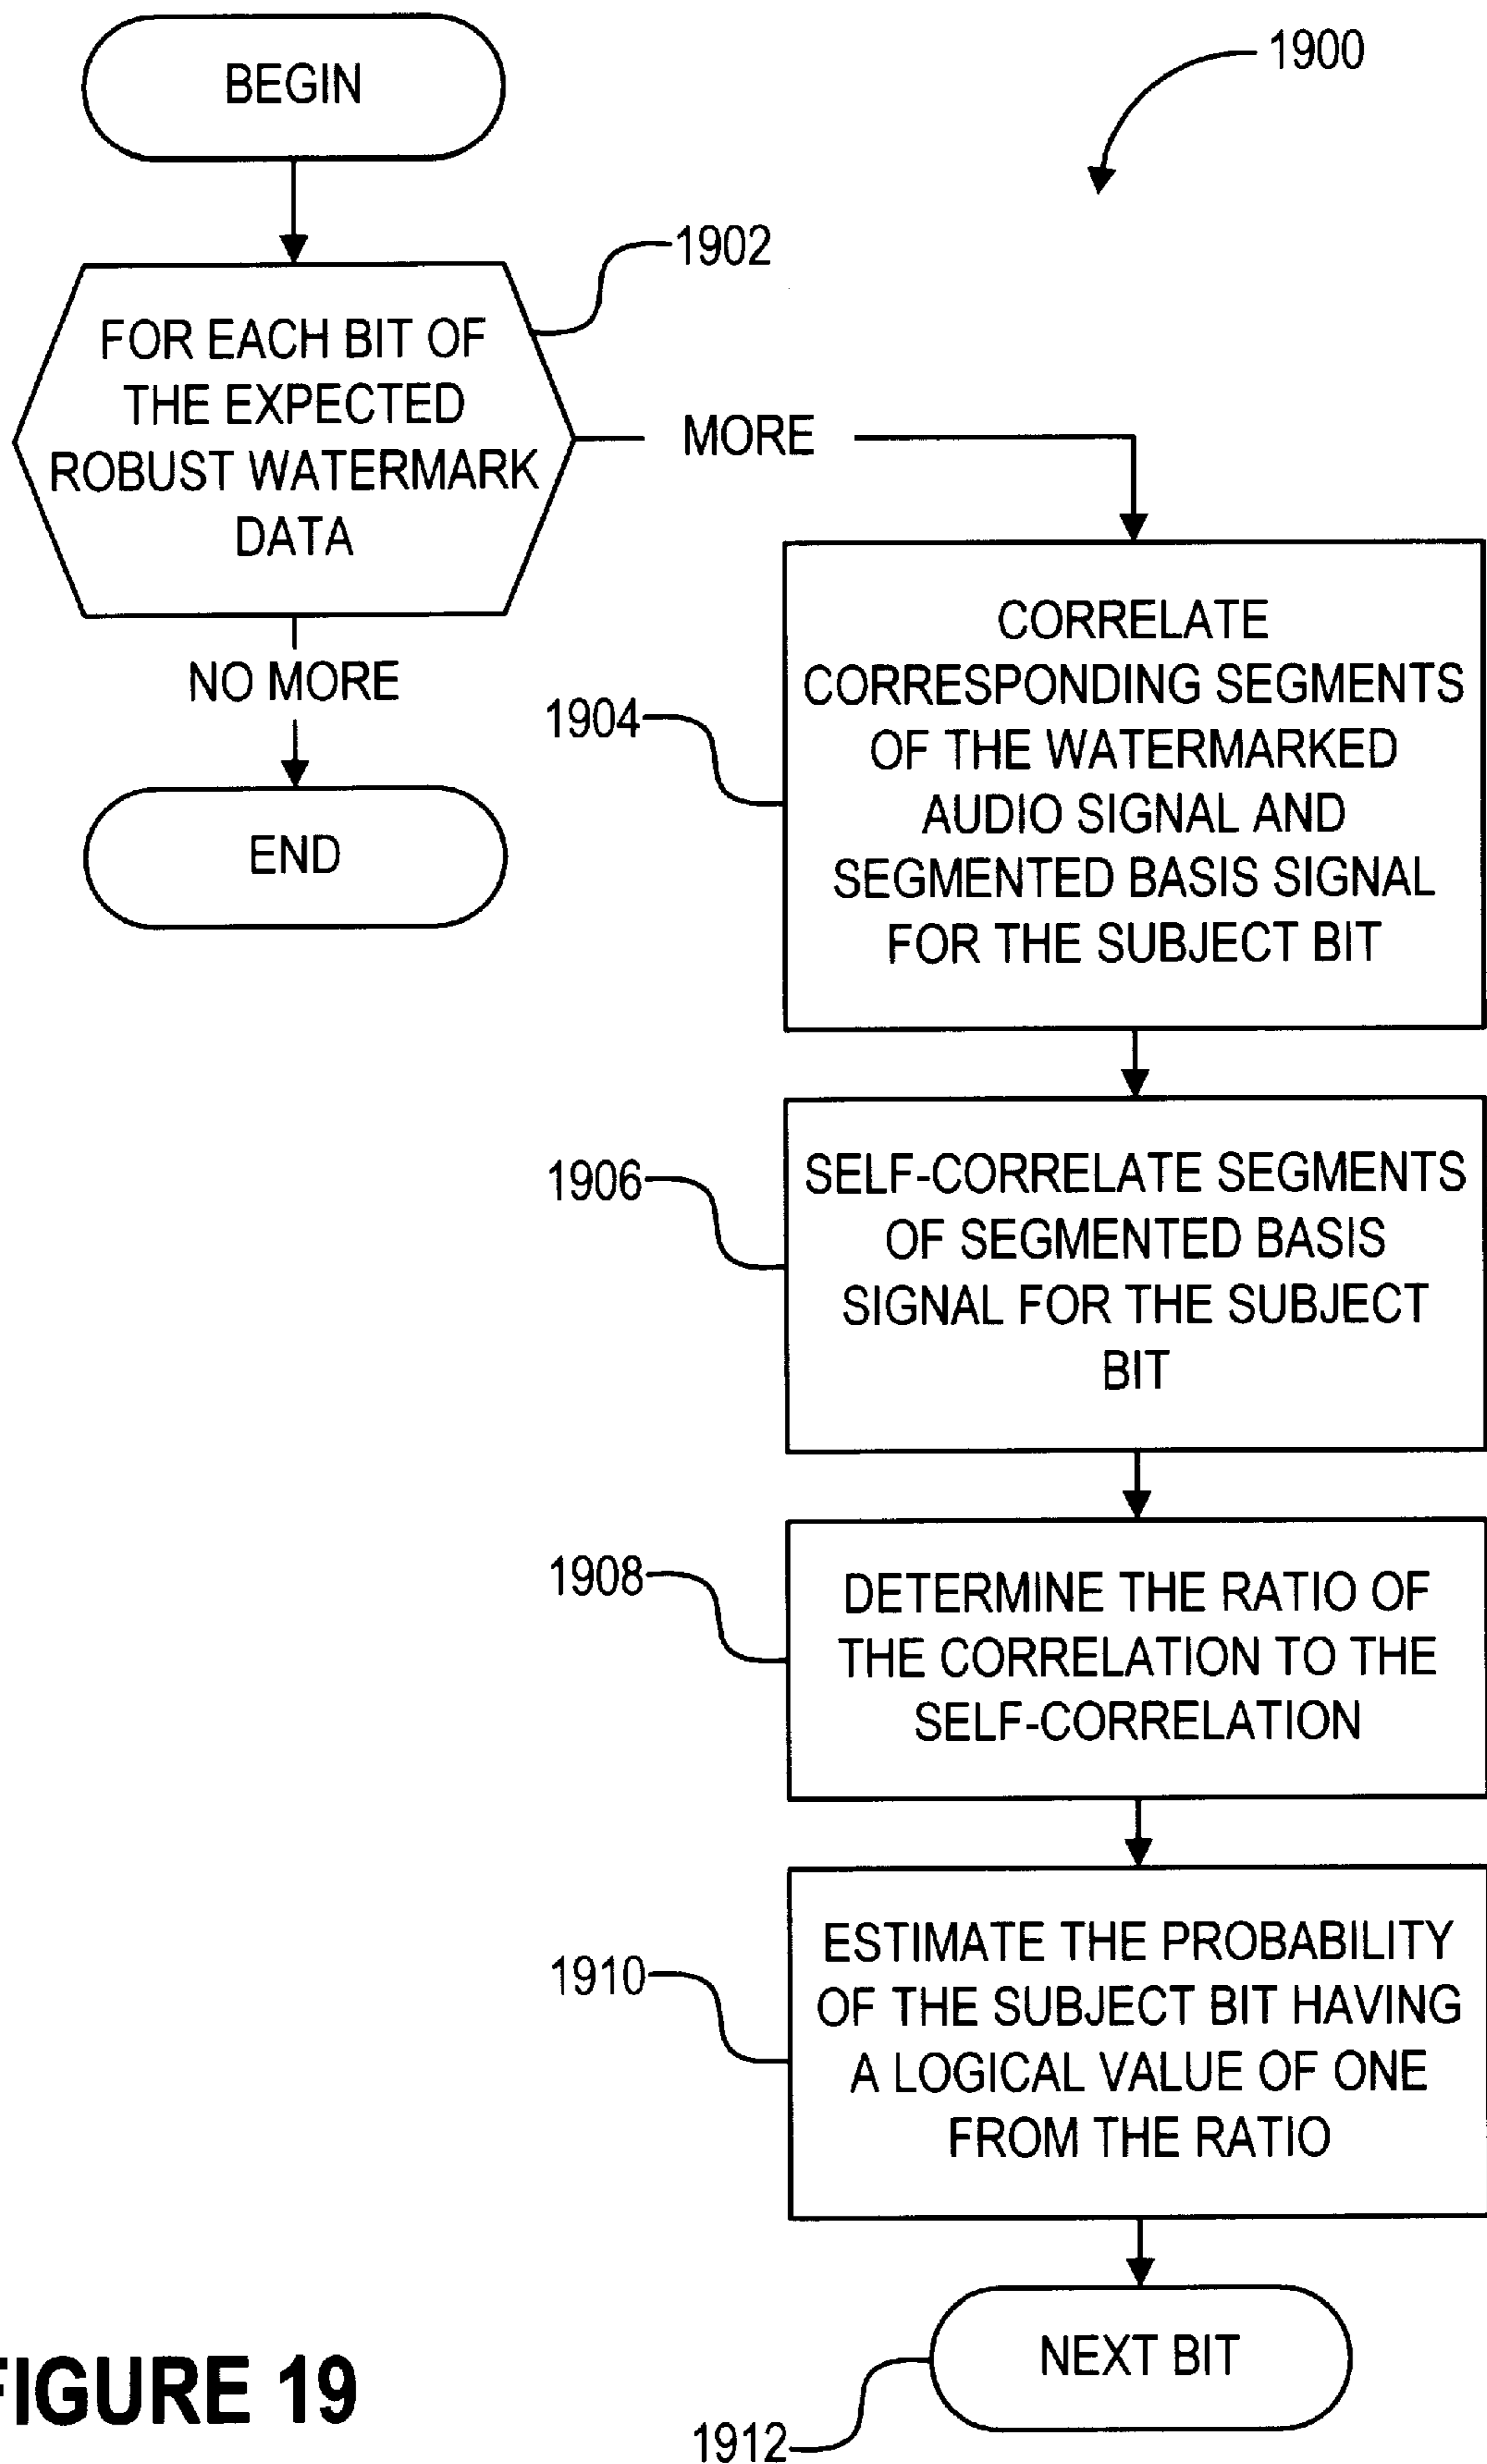 BEGIN
1900
1902
FOR EACH BIT OF
THE EXPECTED
ROBUST WATERMARK
DATA
MORE
NO MORE
END
1904
CORRELATE
CORRESPONDING SEGMENTS
OF THE WATERMARKED
AUDIO SIGNAL AND
SEGMENTED BASIS SIGNAL
FOR THE SUBJECT BIT
1906
SELF-CORRELATE SEGMENTS
OF SEGMENTED BASIS
SIGNAL FOR THE SUBJECT
BIT
1908
DETERMINE THE RATIO OF
THE CORRELATION TO THE
SELF-CORRELATION
1910
ESTIMATE THE PROBABILITY
OF THE SUBJECT BIT HAVING
A LOGICAL VALUE OF ONE
FROM THE RATIO
NEXT BIT
1912
FIGURE 19